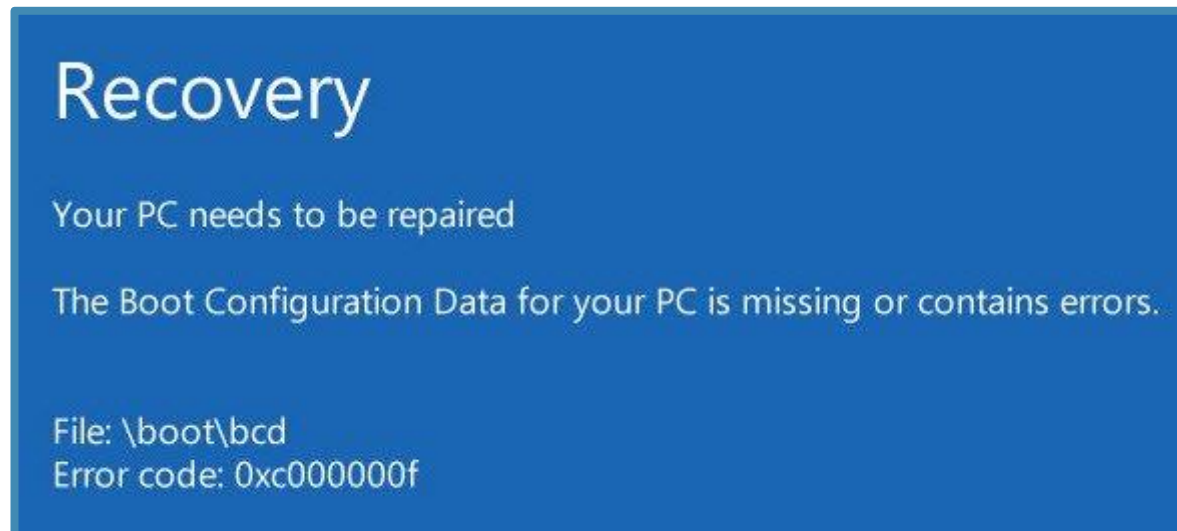 Recovery
Your PC needs to be repaired
The Boot Configuration Data for your PC is missing or contains errors.
File: \boot\bcd
Error code: 0xc000000f